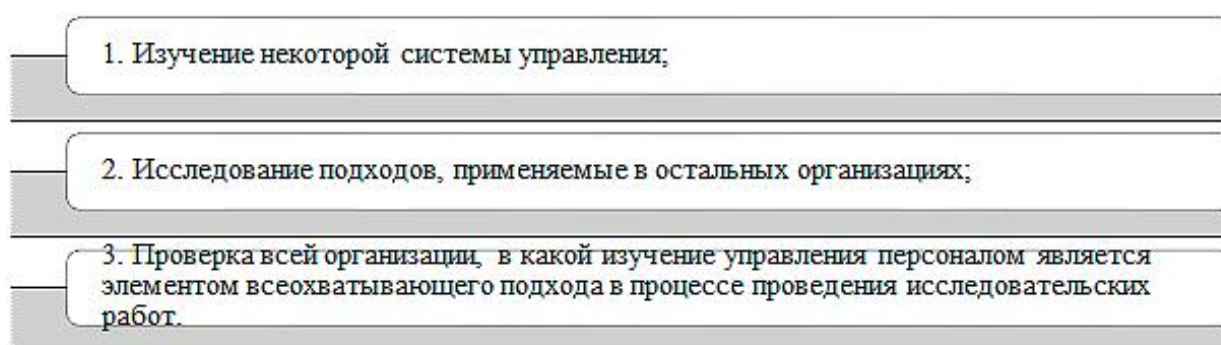 1. Изучение некоторой системы управления;
2. Исследование подходов, применяемые в остальных организациях;
3. Проверка всей организации, в какой изучение управления персоналом является
элементом всеохватывающего подхода в процессе проведения исследовательских
работ.